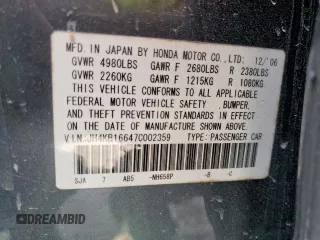 MFD. IN JAPAN BY HONDA MOTOR CO., LTD. 12/'06
GVWR 4980LBS GAWR F 2680LBS R 2380LBS
GVWR 2260KG GAWR F 1215KG R 1080KG
THIS VEHICLE CONFORMS TO ALL APPLICABLE
FEDERAL MOTOR VEHICLE SAFETY, BUMPER,
AND THEFT PREVENTION STANDARDS IN EFFECT
ON THE DATE OF MANUFACTURE SHOWN ABOVE.
V.I.N. JH4KB16647C002359 TYPE: PASSENGER CAR
SJA 7 AB5 -NH658P -B -C
© DreamBid